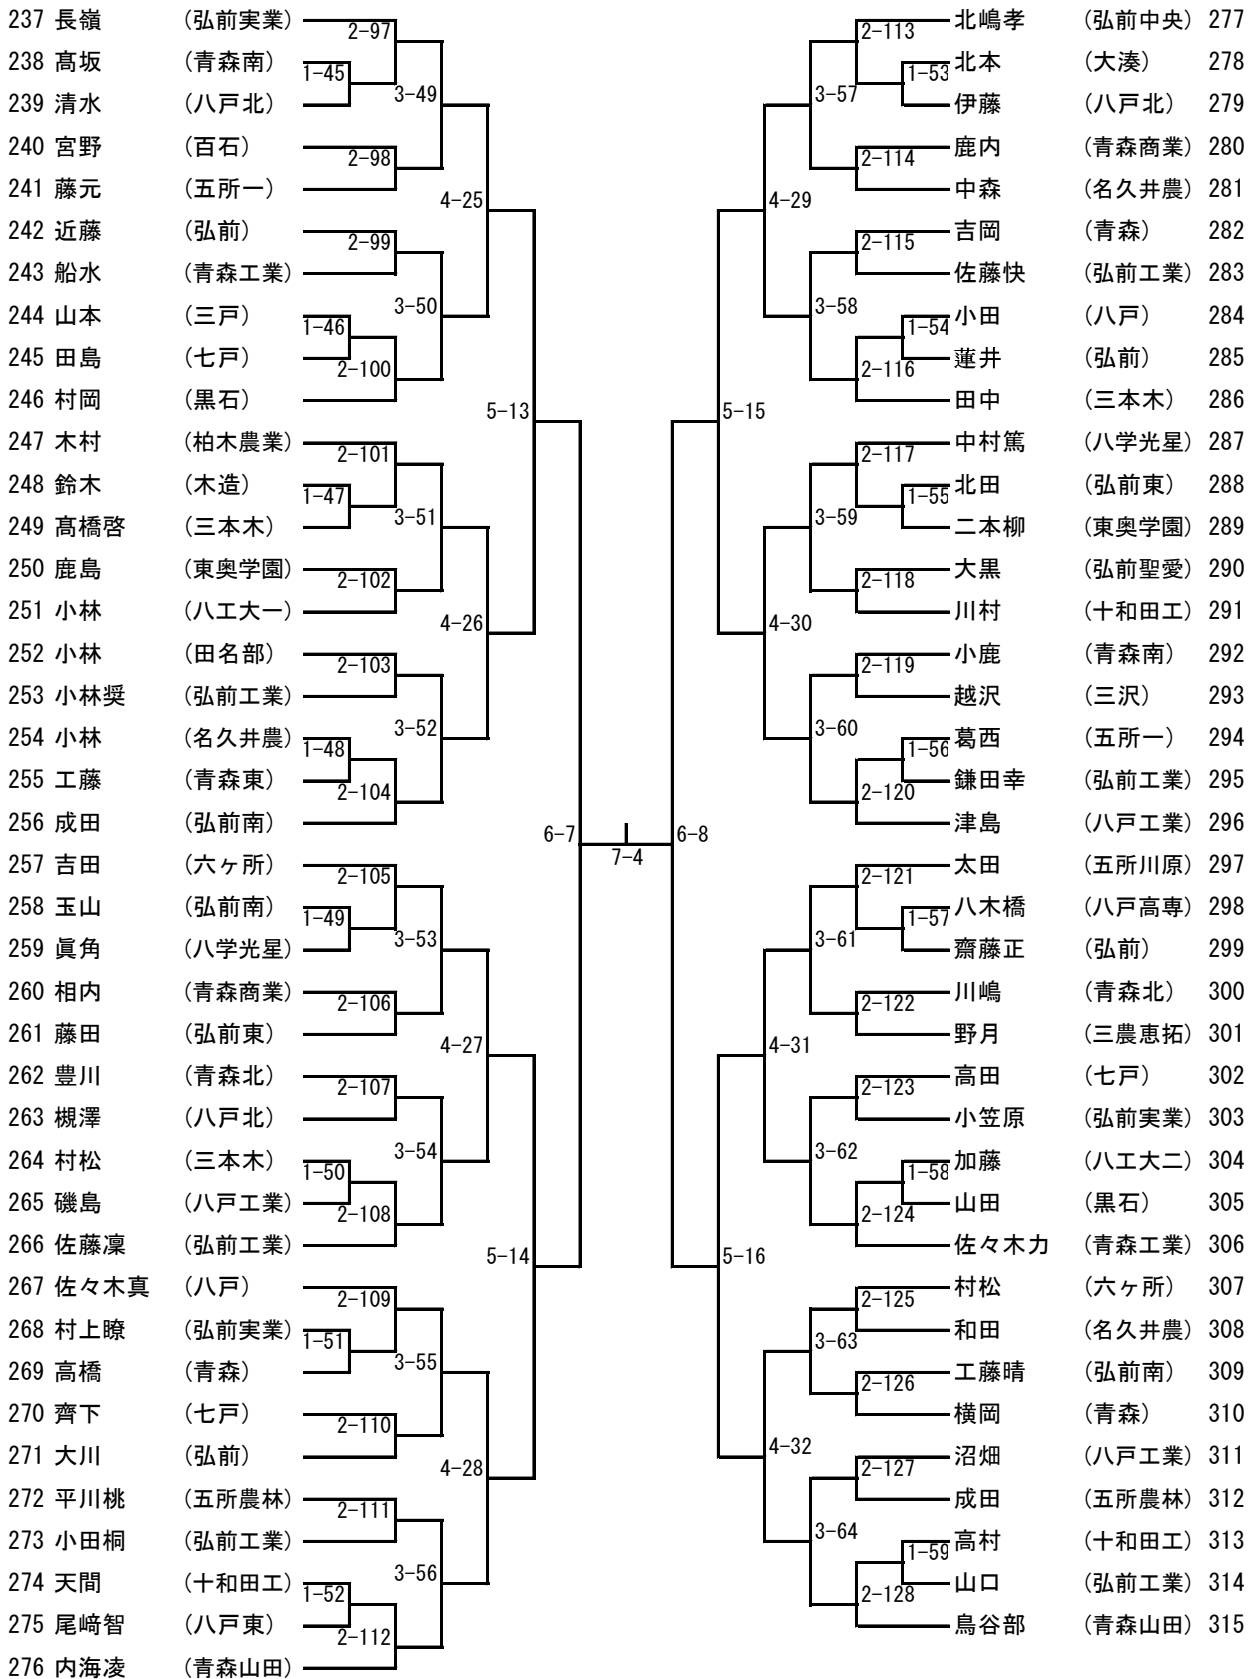 237 長嶺 (弘前実業)
238 髙坂 (青森南)
239 清水 (八戸北)
240 宮野 (百石)
241 藤元 (五所一)
242 近藤 (弘前)
243 船水 (青森工業)
244 山本 (三戸)
245 田島 (七戸)
246 村岡 (黒石)
247 木村 (柏木農業)
248 鈴木 (木造)
249 髙橋啓 (三本木)
250 鹿島 (東奥学園)
251 小林 (八工大一)
252 小林 (田名部)
253 小林奨 (弘前工業)
254 小林 (名久井農)
255 工藤 (青森東)
256 成田 (弘前南)
257 吉田 (六ヶ所)
258 玉山 (弘前南)
259 眞角 (八学光星)
260 相内 (青森商業)
261 藤田 (弘前東)
262 豊川 (青森北)
263 槻澤 (八戸北)
264 村松 (三本木)
265 磯島 (八戸工業)
266 佐藤凜 (弘前工業)
267 佐々木真 (八戸)
268 村上瞭 (弘前実業)
269 高橋 (青森)
270 齊下 (七戸)
271 大川 (弘前)
272 平川桃 (五所農林)
273 小田桐 (弘前工業)
274 天間 (十和田工)
275 尾﨑智 (八戸東)
276 内海凌 (青森山田)
1-45
1-46
1-47
1-48
1-49
1-50
1-51
1-52
2-97
2-98
2-99
2-100
2-101
2-102
2-103
2-104
2-105
2-106
2-107
2-108
2-109
2-110
2-111
2-112
3-49
3-50
3-51
3-52
3-53
3-54
3-55
3-56
4-25
4-26
4-27
4-28
5-13
5-14
6-7
7-4
6-8
5-15
5-16
4-29
4-30
4-31
4-32
3-57
3-58
3-59
3-60
3-61
3-62
3-63
3-64
2-113
2-114
2-115
2-116
2-117
2-118
2-119
2-120
2-121
2-122
2-123
2-124
2-125
2-126
2-127
2-128
1-53
1-54
1-55
1-56
1-57
1-58
1-59
北嶋孝 (弘前中央) 277
北本 (大湊) 278
伊藤 (八戸北) 279
鹿内 (青森商業) 280
中森 (名久井農) 281
吉岡 (青森) 282
佐藤快 (弘前工業) 283
小田 (八戸) 284
蓮井 (弘前) 285
田中 (三本木) 286
中村篤 (八学光星) 287
北田 (弘前東) 288
二本柳 (東奥学園) 289
大黒 (弘前聖愛) 290
川村 (十和田工) 291
小鹿 (青森南) 292
越沢 (三沢) 293
葛西 (五所一) 294
鎌田幸 (弘前工業) 295
津島 (八戸工業) 296
太田 (五所川原) 297
八木橋 (八戸高専) 298
齋藤正 (弘前) 299
川嶋 (青森北) 300
野月 (三農恵拓) 301
高田 (七戸) 302
小笠原 (弘前実業) 303
加藤 (八工大二) 304
山田 (黒石) 305
佐々木力 (青森工業) 306
村松 (六ヶ所) 307
和田 (名久井農) 308
工藤晴 (弘前南) 309
横岡 (青森) 310
沼畑 (八戸工業) 311
成田 (五所農林) 312
高村 (十和田工) 313
山口 (弘前工業) 314
鳥谷部 (青森山田) 315